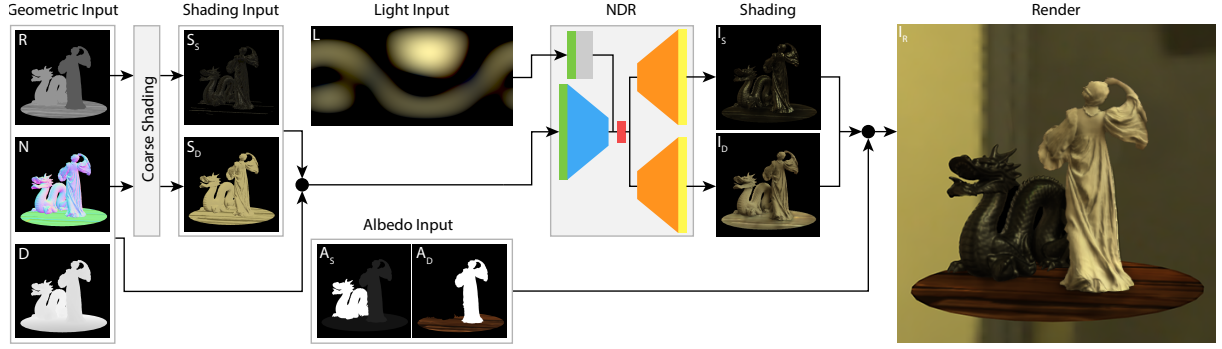 Geometric Input
Shading Input
Light Input
NDR
Shading
Render
R
S_S
L
I_S
I_R
Coarse Shading
N
S_D
I_D
Albedo Input
D
A_S
A_D